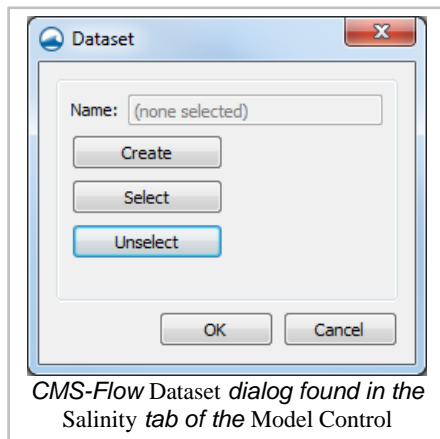 Dataset
Name: (none selected)
Create
Select
Unselect
OK Cancel
CMS-Flow Dataset dialog found in the
Salinity tab of the Model Control